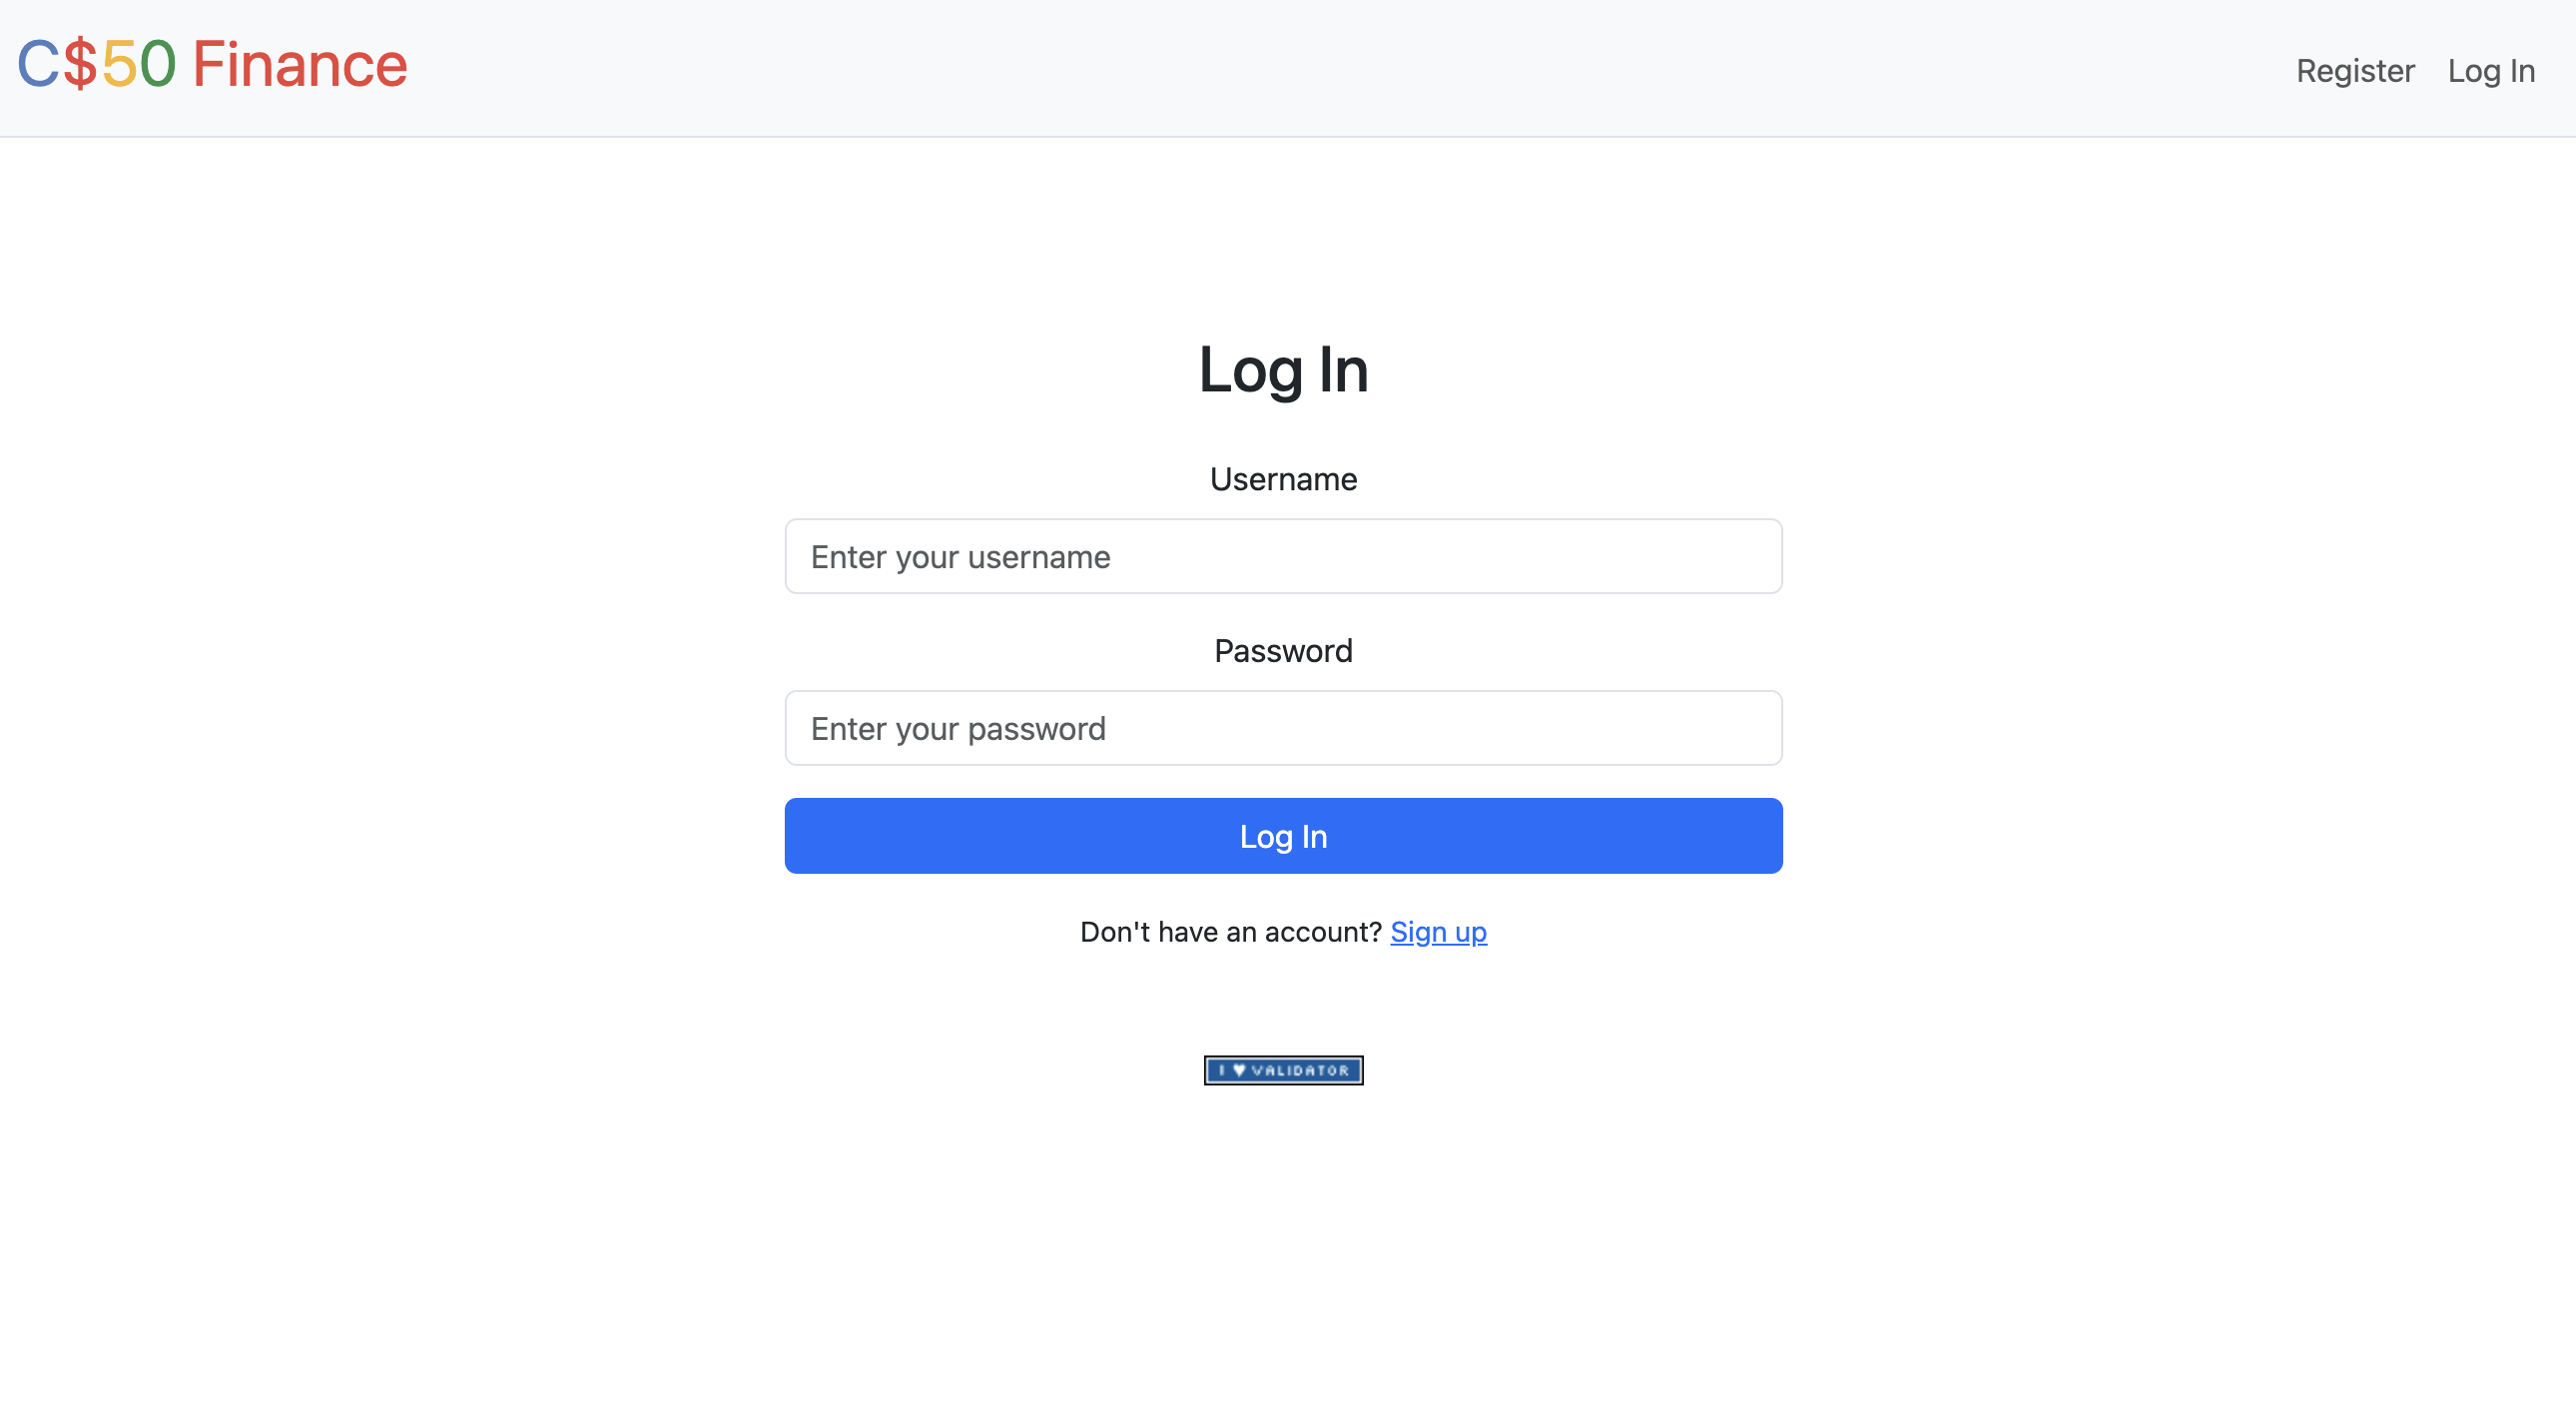 C$50 Finance
Register Log In
Log In
Username
Enter your username
Password
Enter your password
Log In
Don't have an account? Sign up
I ♥ VALIDATOR